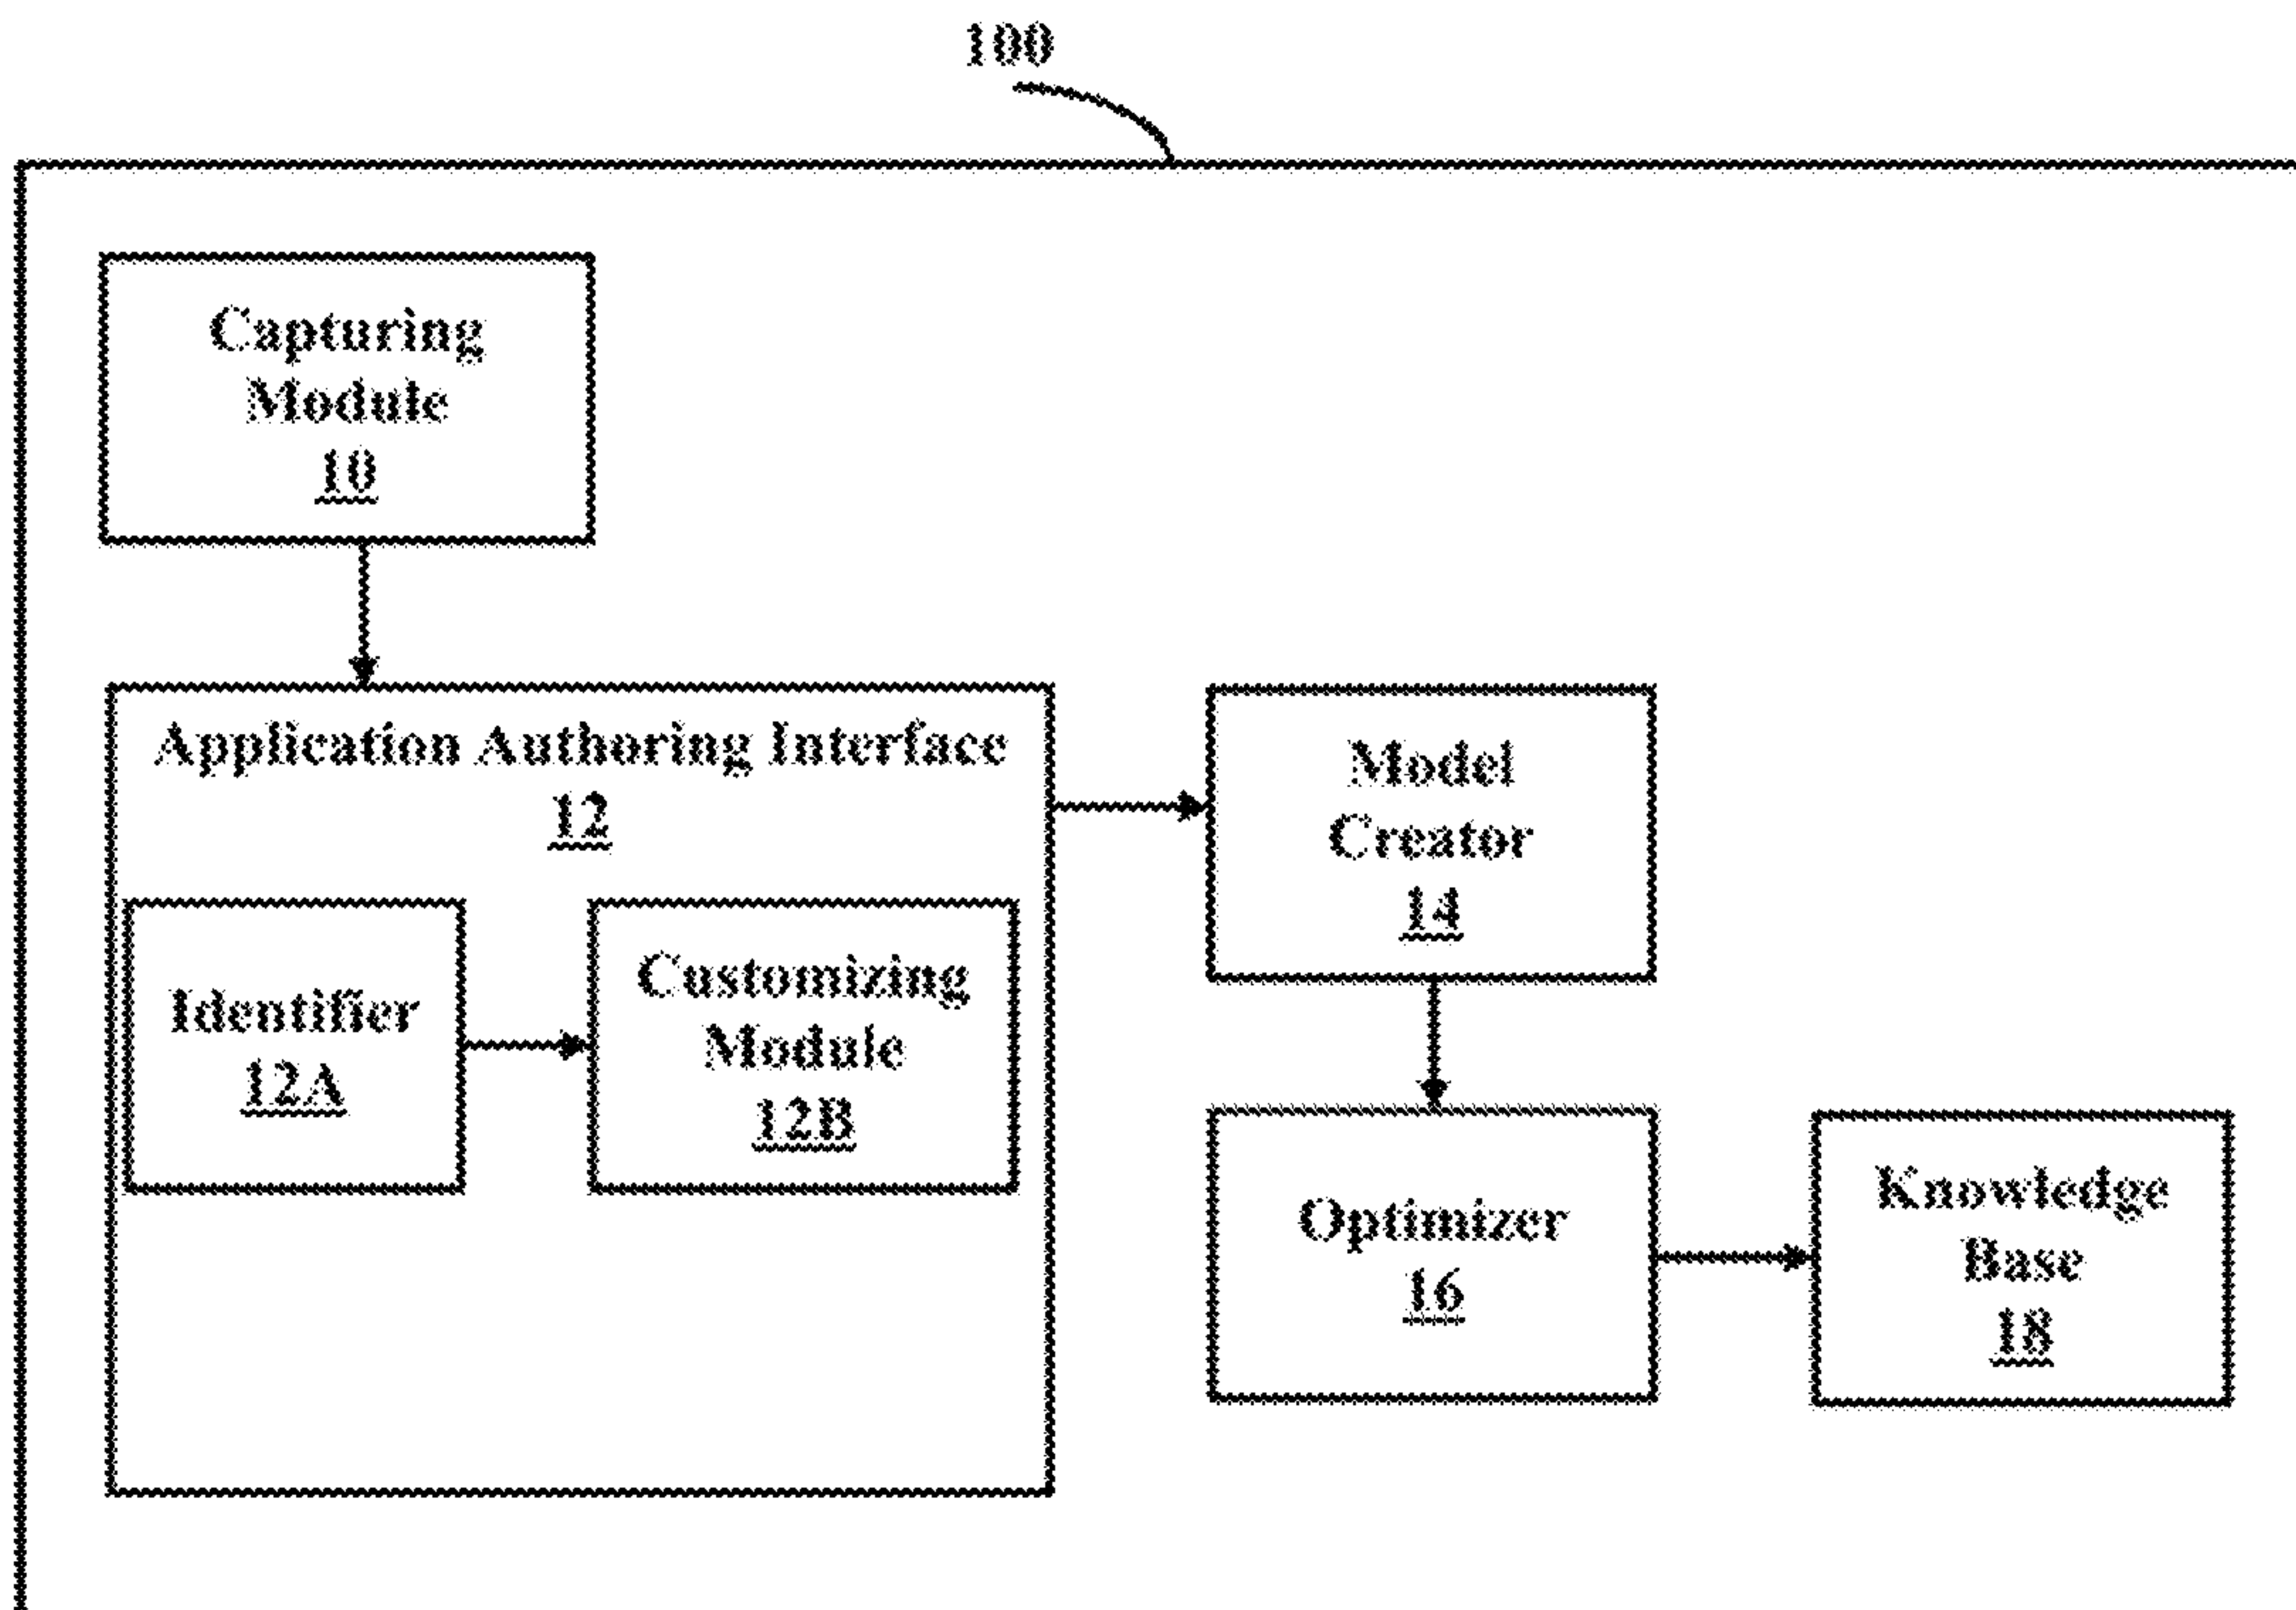 100
Capturing
Module
10
Application Authoring Interface
12
Identifier
12A
Customizing
Module
12B
Model
Creator
14
Optimizer
16
Knowledge
Base
18